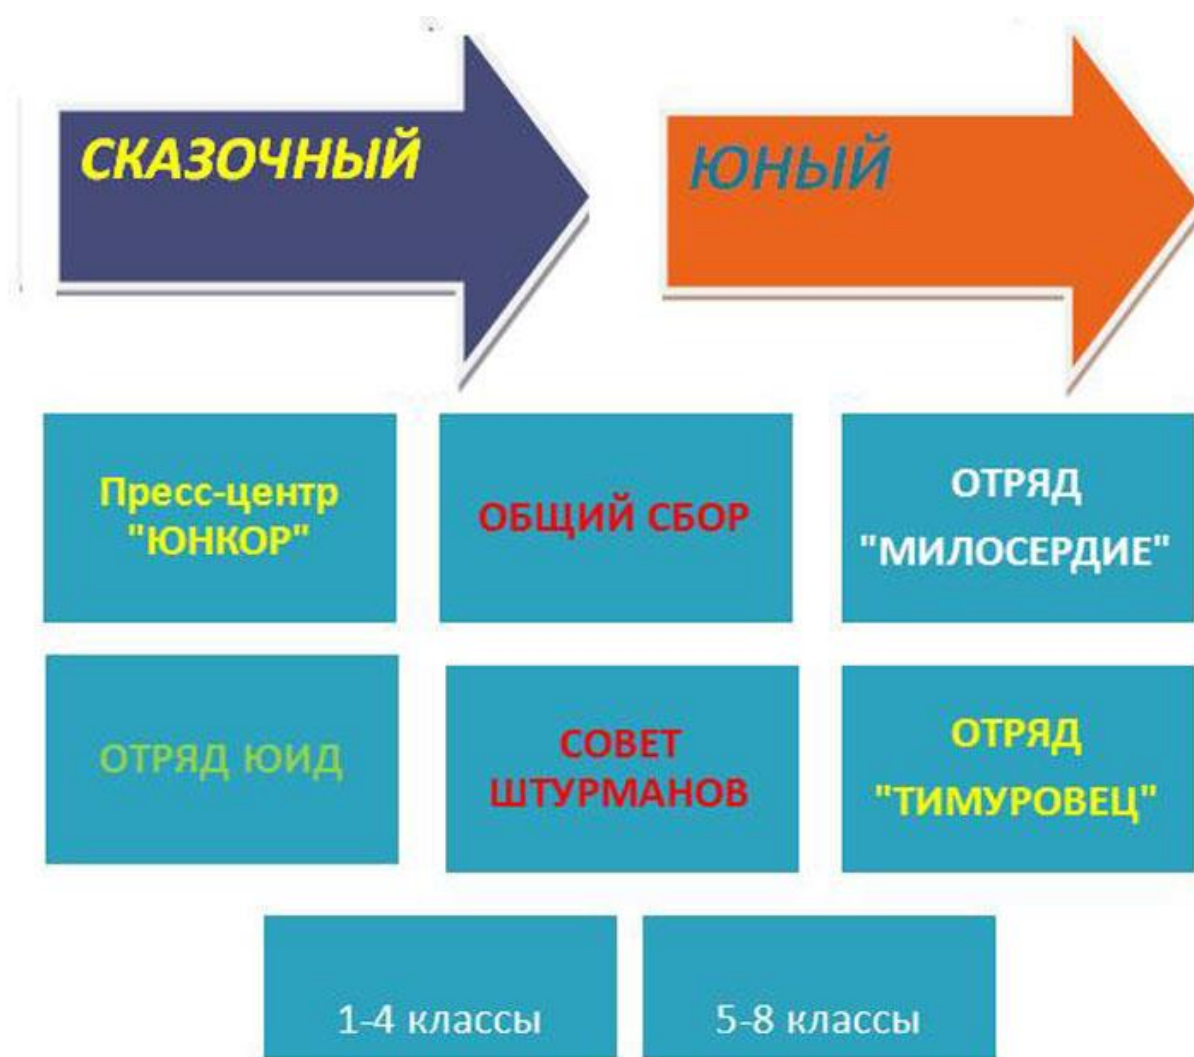 СКАЗОЧНЫЙ
ЮНЫЙ
Пресс-центр
"ЮНКОР"
ОБЩИЙ СБОР
ОТРЯД
"МИЛОСЕРДИЕ"
ОТРЯД ЮИД
СОВЕТ
ШТУРМАНОВ
ОТРЯД
"ТИМУРОВЕЦ"
1-4 классы
5-8 классы